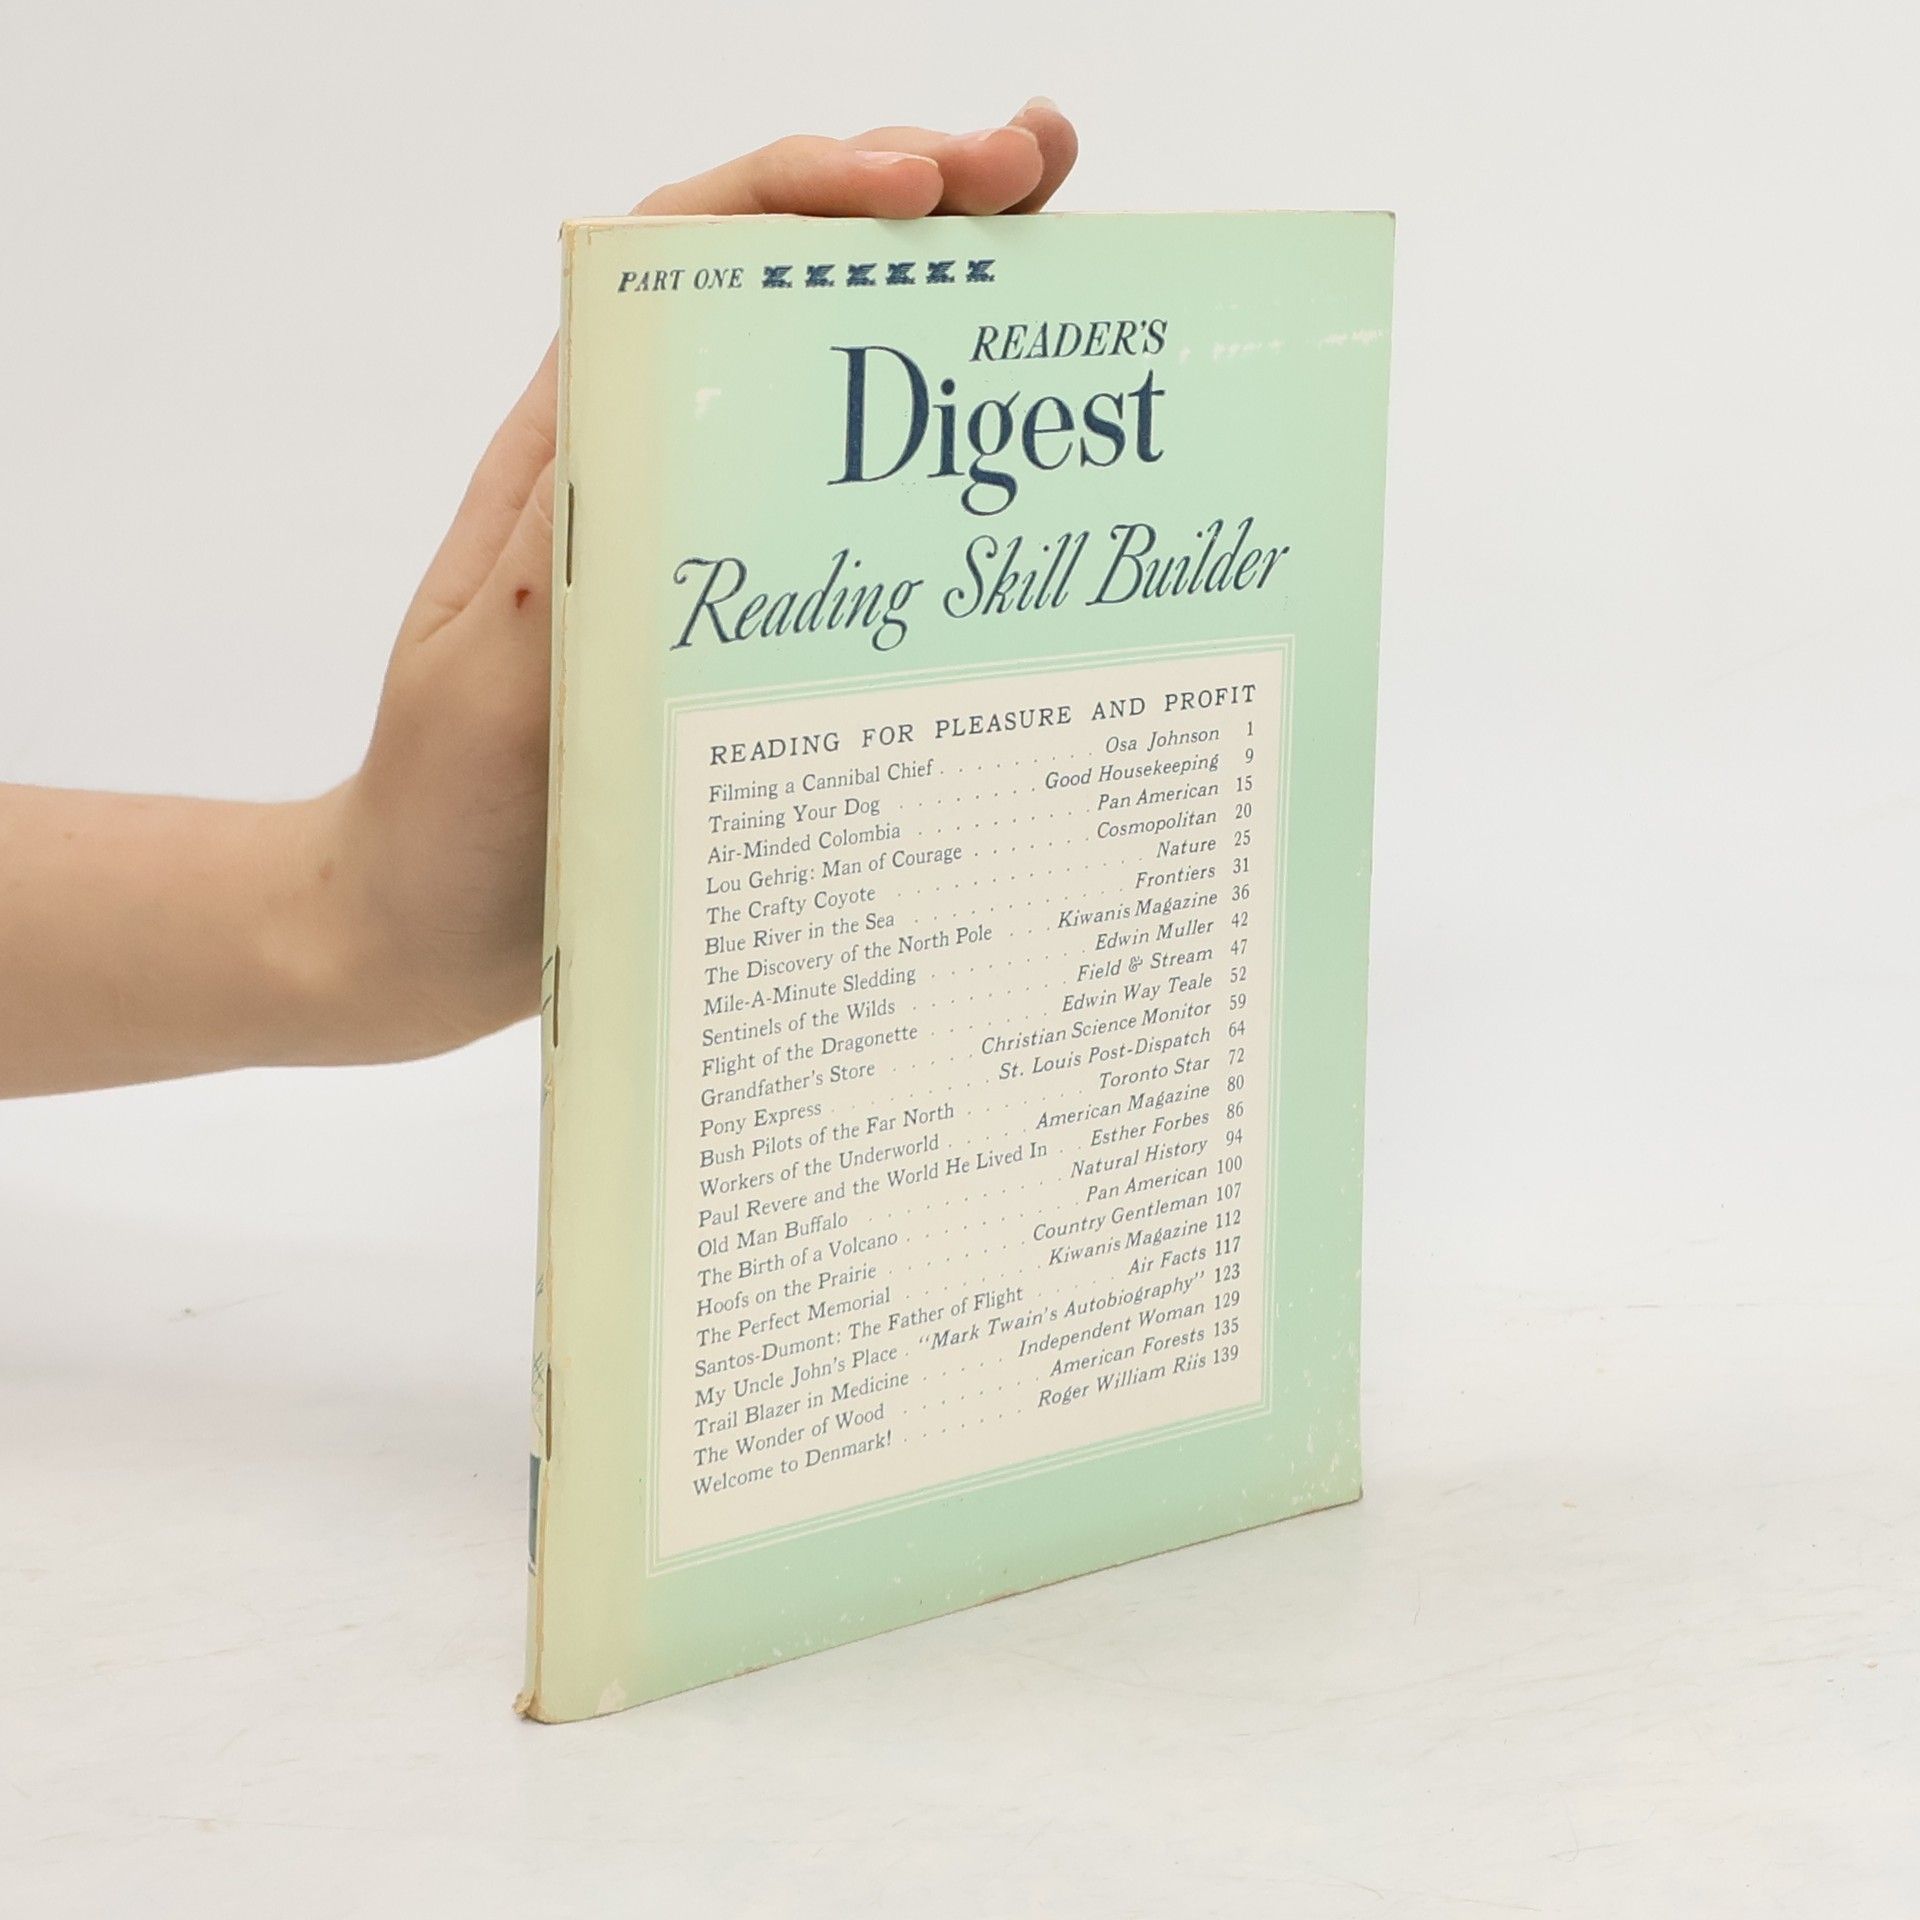 PART ONE
READER'S
Digest
Reading Skill Builder
READING FOR PLEASURE AND PROFIT
Filming a Cannibal Chief . . . . . . . . Osa Johnson 1
Training Your Dog . . . . . . . . Good Housekeeping 9
Air-Minded Colombia . . . . . . . . . . Pan American 15
Lou Gehrig: Man of Courage . . . . . . . Cosmopolitan 20
The Crafty Coyote . . . . . . . . . . . . . . Nature 25
Blue River in the Sea . . . . . . . . . . . . Frontiers 31
The Discovery of the North Pole . . . Kiwanis Magazine 36
Mile-A-Minute Sledding . . . . . . . . . Edwin Muller 42
Sentinels of the Wilds . . . . . . . . . Field & Stream 47
Flight of the Dragonette . . . . . . . Edwin Way Teale 52
Grandfather's Store . . . . . Christian Science Monitor 59
Pony Express . . . . . . . . . St. Louis Post-Dispatch 64
Bush Pilots of the Far North . . . . . . . Toronto Star 72
Workers of the Underworld . . . . . American Magazine 80
Paul Revere and the World He Lived In . . Esther Forbes 86
Old Man Buffalo . . . . . . . . . . . Natural History 94
The Birth of a Volcano . . . . . . . . . . Pan American 100
Hoofs on the Prairie . . . . . . . Country Gentleman 107
The Perfect Memorial . . . . . . . . Kiwanis Magazine 112
Santos-Dumont: The Father of Flight . . . . . Air Facts 117
My Uncle John's Place . "Mark Twain's Autobiography" 123
Trail Blazer in Medicine . . . . . Independent Woman 129
The Wonder of Wood . . . . . . . . American Forests 135
Welcome to Denmark! . . . . . . . Roger William Riis 139